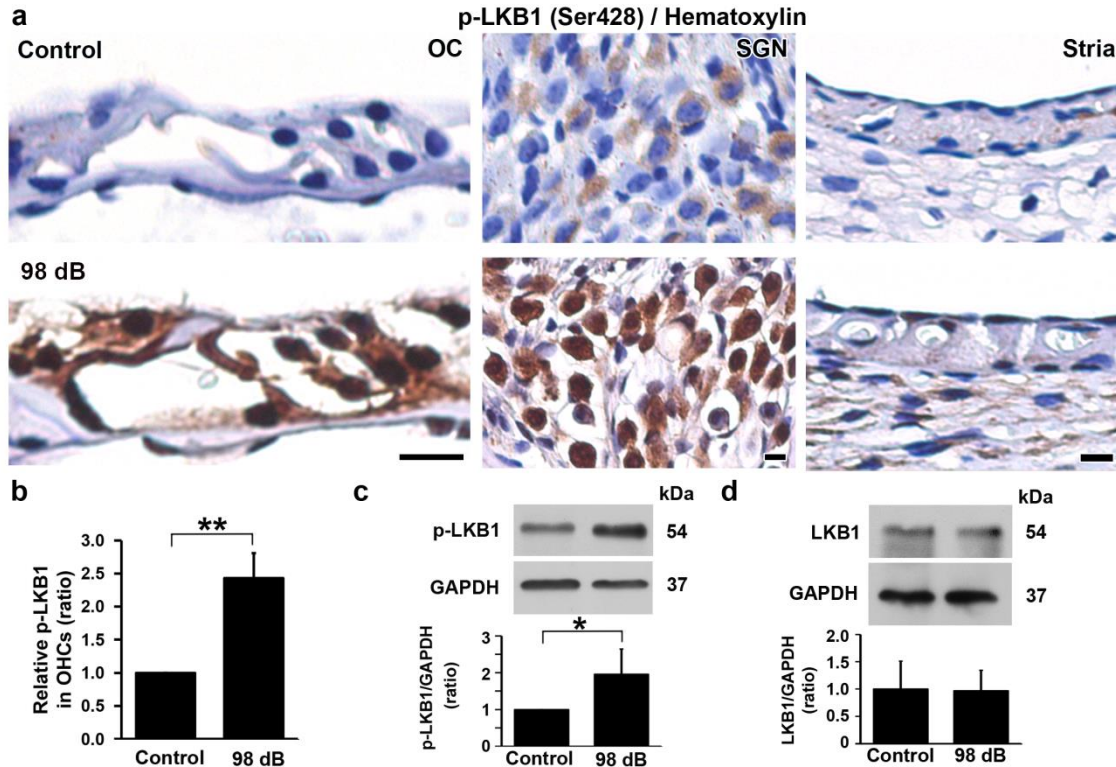 a
p-LKB1 (Ser428) / Hematoxylin
Control
OC
SGN
Stria
98 dB
b
**
Relative p-LKB1
in OHCs (ratio)
3.0
2.5
2.0
1.5
1.0
0.5
0.0
Control
98 dB
c
kDa
p-LKB1
54
GAPDH
37
*
p-LKB1/GAPDH
(ratio)
3
2
1
0
Control
98 dB
d
kDa
LKB1
54
GAPDH
37
LKB1/GAPDH
(ratio)
2.0
1.5
1.0
0.5
0
Control
98 dB